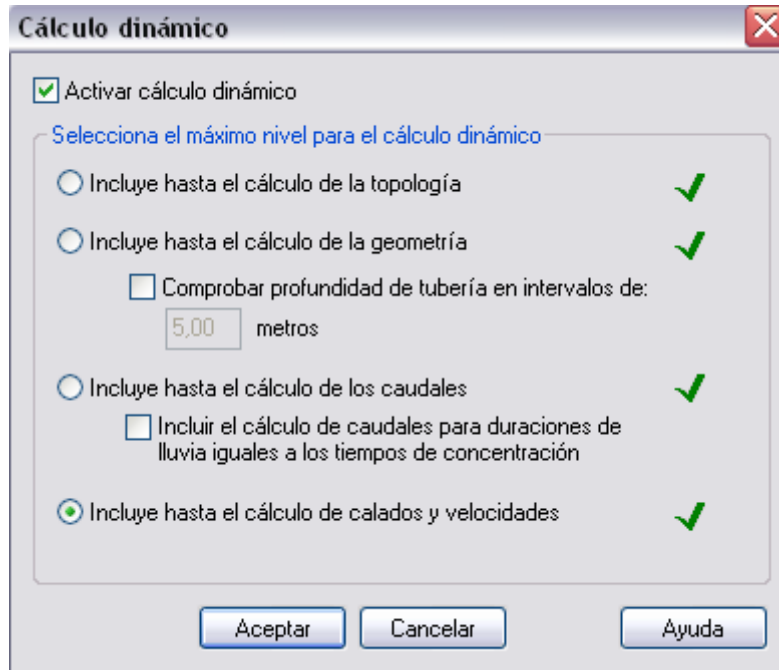 Cálculo dinámico
Activar cálculo dinámico
Selecciona el máximo nivel para el cálculo dinámico
Incluye hasta el cálculo de la topología
Incluye hasta el cálculo de la geometría
Comprobar profundidad de tubería en intervalos de:
5,00 metros
Incluye hasta el cálculo de los caudales
Incluir el cálculo de caudales para duraciones de
lluvia iguales a los tiempos de concentración
Incluye hasta el cálculo de calados y velocidades
Aceptar Cancelar Ayuda